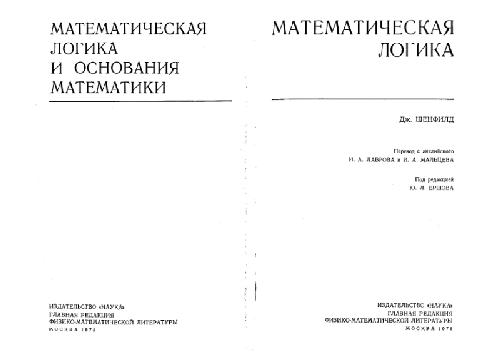 МАТЕМАТИЧЕСКАЯ
ЛОГИКА
И ОСНОВАНИЯ
МАТЕМАТИКИ
ИЗДАТЕЛЬСТВО «НАУКА»
ГЛАВНАЯ РЕДАКЦИЯ
ФИЗИКО-МАТЕМАТИЧЕСКОЙ ЛИТЕРАТУРЫ
МОСКВА 1975
МАТЕМАТИЧЕСКАЯ
ЛОГИКА
Дж. ШЕНФИЛД
Перевод с английского
И. А. ЛАВРОВА и И. А. МАЛЬЦЕВА
Под редакцией
Ю. Л. ЕРШОВА
ИЗДАТЕЛЬСТВО «НАУКА»
ГЛАВНАЯ РЕДАКЦИЯ
ФИЗИКО-МАТЕМАТИЧЕСКОЙ ЛИТЕРАТУРЫ
МОСКВА 1975